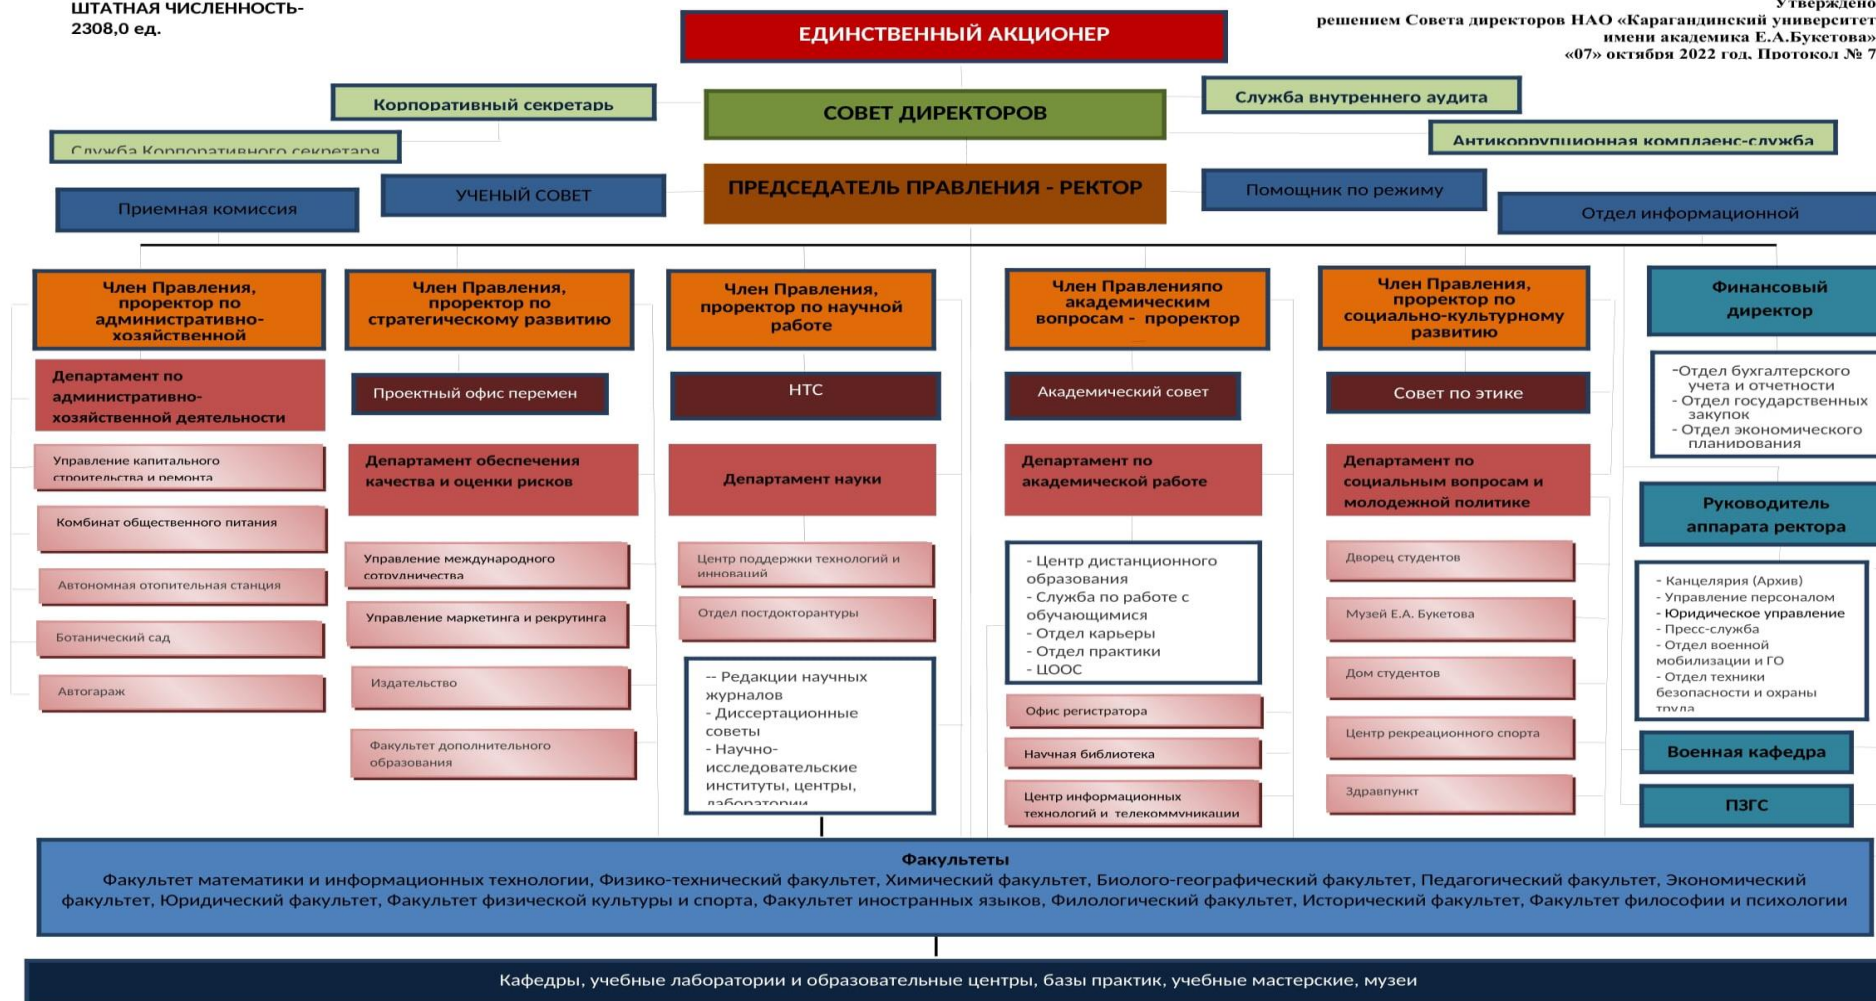 ШТАТНАЯ ЧИСЛЕННОСТЬ-
2308,0 ед.
Утверждено
решением Совета директоров НАО «Карагандинский университет
имени академика Е.А.Букетова»
«07» октября 2022 год, Протокол № 7
ЕДИНСТВЕННЫЙ АКЦИОНЕР
Корпоративный секретарь
СОВЕТ ДИРЕКТОРОВ
Служба внутреннего аудита
Служба Корпоративного секретаря
Антикоррупционная комплаенс-служба
Приемная комиссия
УЧЕНЫЙ СОВЕТ
ПРЕДСЕДАТЕЛЬ ПРАВЛЕНИЯ - РЕКТОР
Помощник по режиму
Отдел информационной
Член Правления,
проректор по
административно-
хозяйственной
Департамент по
административно-
хозяйственной деятельности
Управление капитального
строительства и ремонта
Комбинат общественного питания
Автономная отопительная станция
Ботанический сад
Автогараж
Член Правления,
проректор по
стратегическому развитию
Проектный офис перемен
Департамент обеспечения
качества и оценки рисков
Управление международного
сотрудничества
Управление маркетинга и рекрутинга
Издательство
Факультет дополнительного
образования
Член Правления,
проректор по научной
работе
НТС
Департамент науки
Центр поддержки технологий и
инноваций
Отдел постдокторантуры
-- Редакции научных
журналов
- Диссертационные
советы
- Научно-
исследовательские
институты, центры,
лаборатории
Член Правленияпо
академическим
вопросам - проректор
Академический совет
Департамент по
академической работе
- Центр дистанционного
образования
- Служба по работе с
обучающимися
- Отдел карьеры
- Отдел практики
- ЦООС
Офис регистратора
Научная библиотека
Центр информационных
технологий и телекоммуникации
Член Правления,
проректор по
социально-культурному
развитию
Совет по этике
Департамент по
социальным вопросам и
молодежной политике
Дворец студентов
Музей Е.А. Букетова
Дом студентов
Центр рекреационного спорта
Здравпункт
Финансовый
директор
-Отдел бухгалтерского
учета и отчетности
- Отдел государственных
закупок
- Отдел экономического
планирования
Руководитель
аппарата ректора
- Канцелярия (Архив)
- Управление персоналом
- Юридическое управление
- Пресс-служба
- Отдел военной
мобилизации и ГО
- Отдел техники
безопасности и охраны
труда
Военная кафедра
ПЗГС
Факультеты
Факультет математики и информационных технологии, Физико-технический факультет, Химический факультет, Биолого-географический факультет, Педагогический факультет, Экономический
факультет, Юридический факультет, Факультет физической культуры и спорта, Факультет иностранных языков, Филологический факультет, Исторический факультет, Факультет философии и психологии
Кафедры, учебные лаборатории и образовательные центры, базы практик, учебные мастерские, музеи